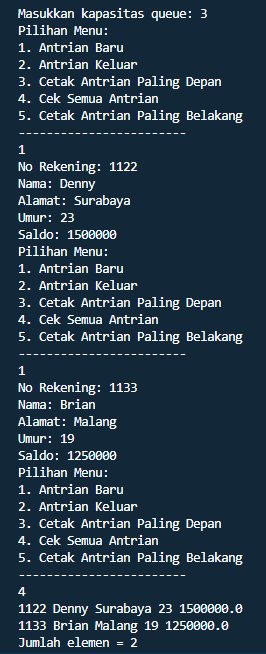 Masukkan kapasitas queue: 3
Pilihan Menu:
1. Antrian Baru
2. Antrian Keluar
3. Cetak Antrian Paling Depan
4. Cek Semua Antrian
5. Cetak Antrian Paling Belakang
------------------------
1
No Rekening: 1122
Nama: Denny
Alamat: Surabaya
Umur: 23
Saldo: 1500000
Pilihan Menu:
1. Antrian Baru
2. Antrian Keluar
3. Cetak Antrian Paling Depan
4. Cek Semua Antrian
5. Cetak Antrian Paling Belakang
------------------------
1
No Rekening: 1133
Nama: Brian
Alamat: Malang
Umur: 19
Saldo: 1250000
Pilihan Menu:
1. Antrian Baru
2. Antrian Keluar
3. Cetak Antrian Paling Depan
4. Cek Semua Antrian
5. Cetak Antrian Paling Belakang
------------------------
4
1122 Denny Surabaya 23 1500000.0
1133 Brian Malang 19 1250000.0
Jumlah elemen = 2